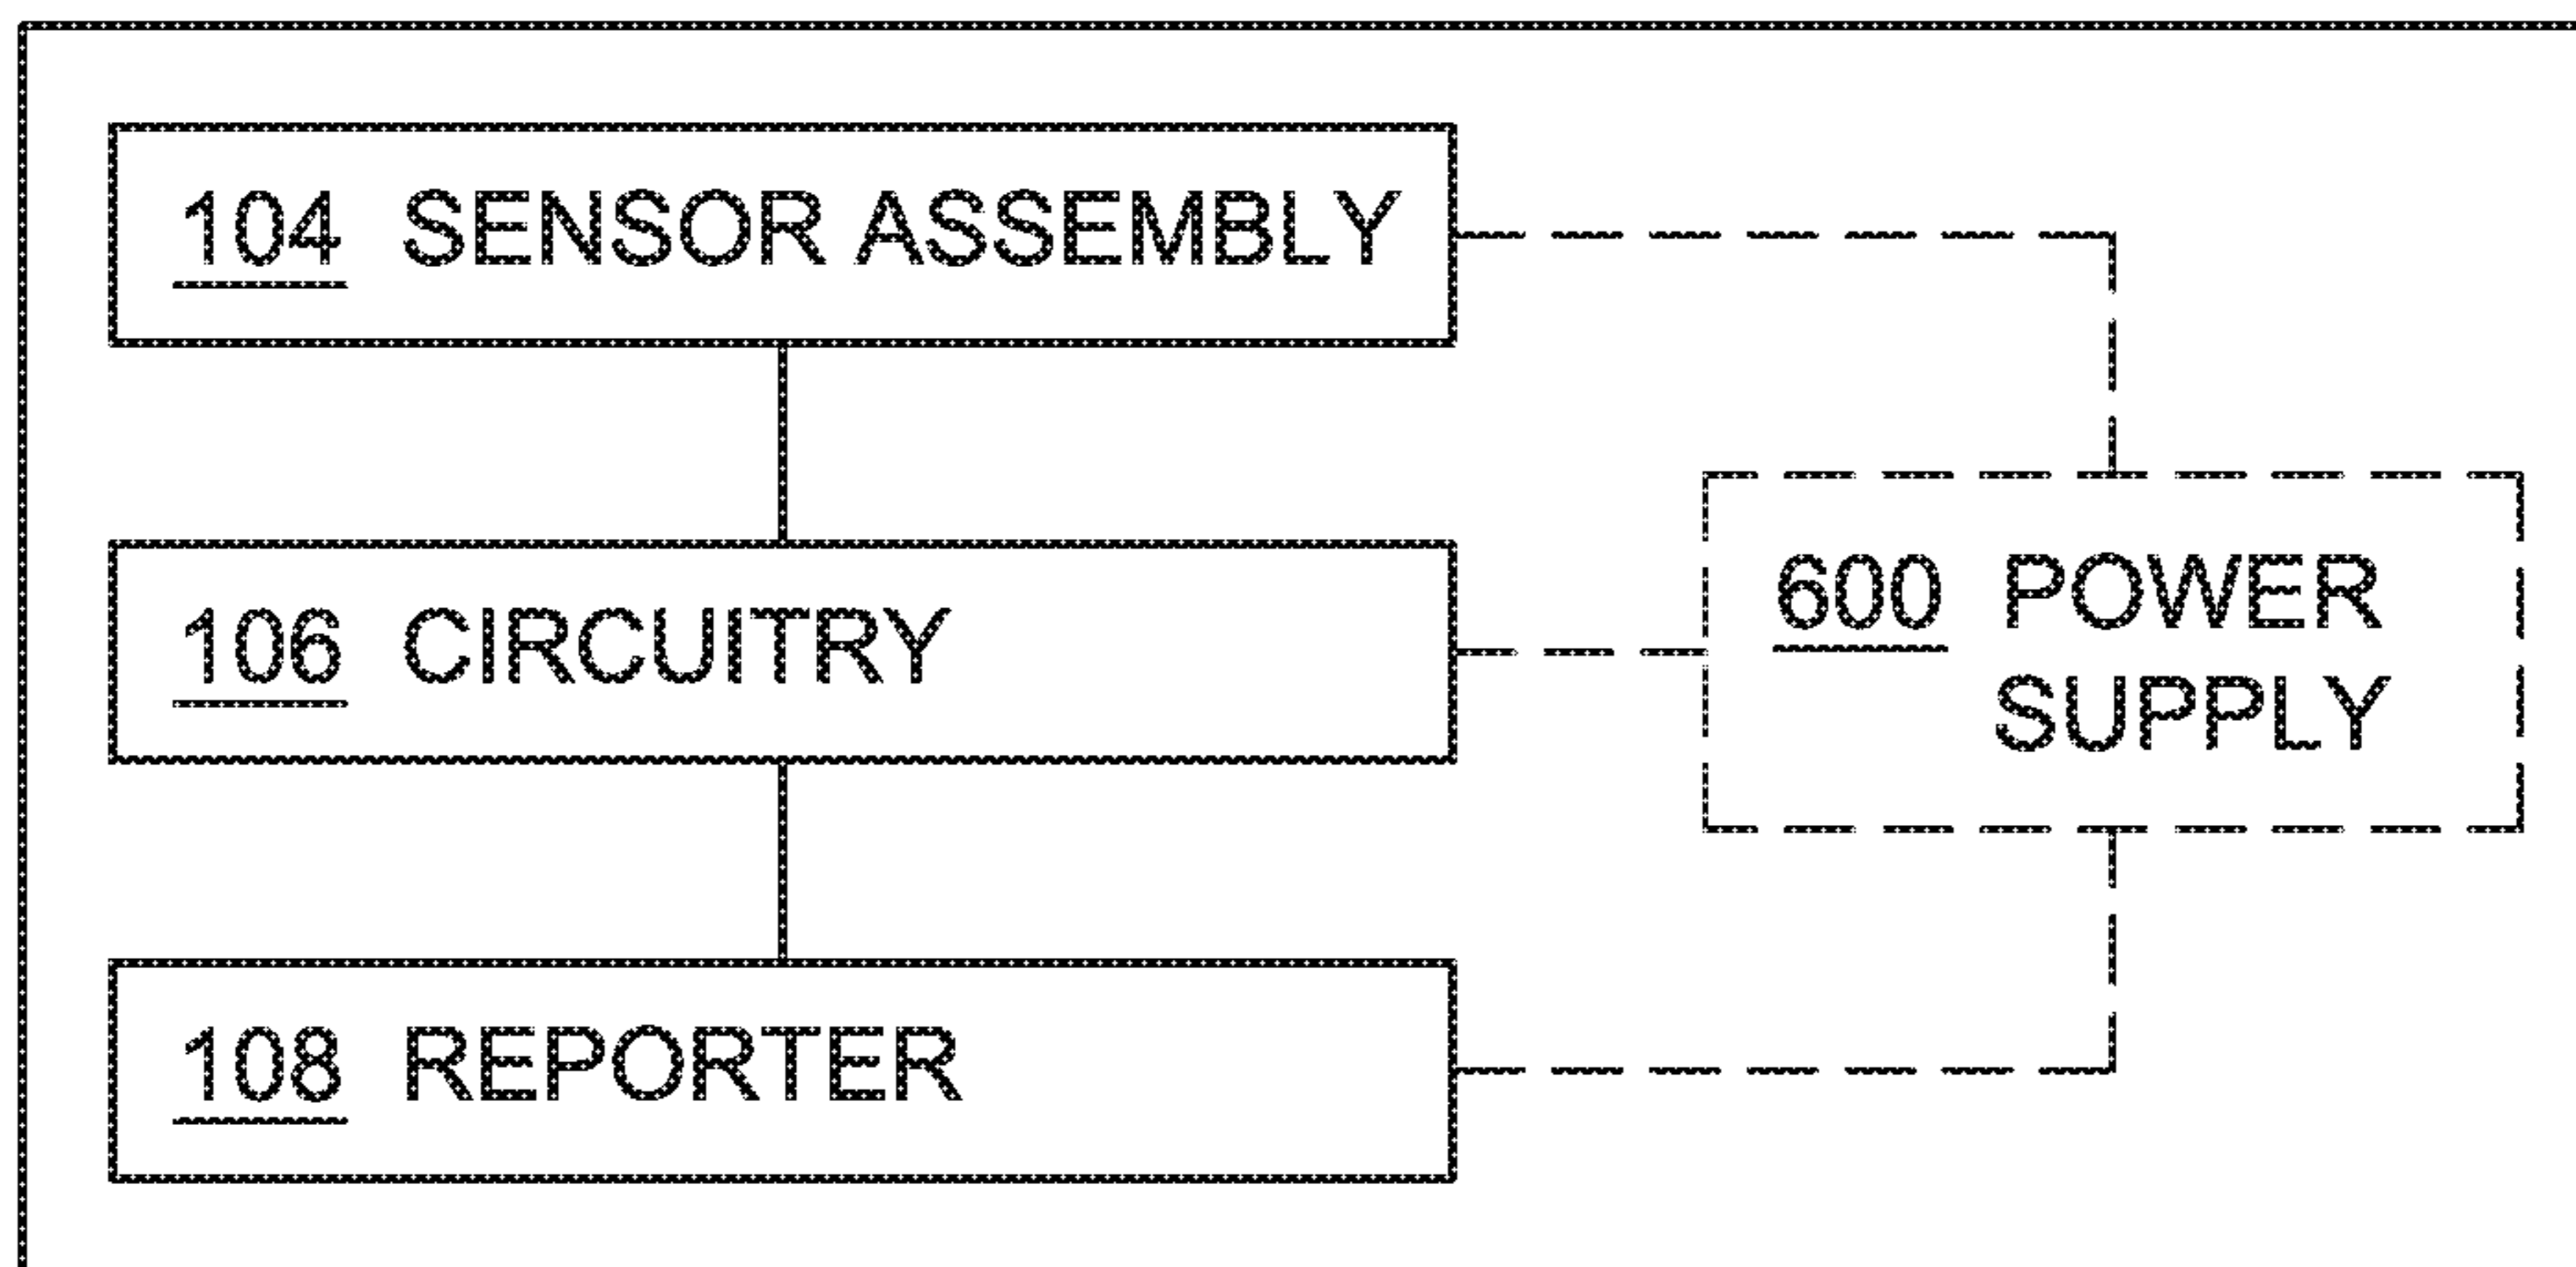 104 SENSOR ASSEMBLY
106 CIRCUITRY
600 POWER
SUPPLY
108 REPORTER